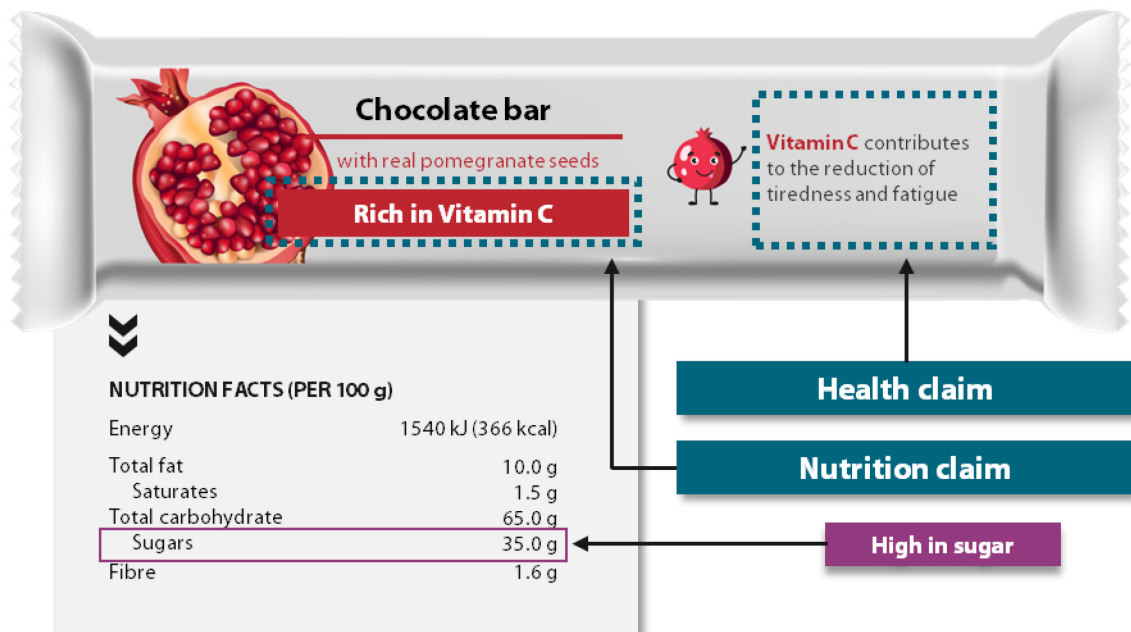 Chocolate bar
with real pomegranate seeds
Rich in Vitamin C
Vitamin C contributes
to the reduction of
tiredness and fatigue
NUTRITION FACTS (PER 100 g)
Energy 1540 kJ (366 kcal)
Total fat 10.0 g
Saturates 1.5 g
Total carbohydrate 65.0 g
Sugars 35.0 g
Fibre 1.6 g
Health claim
Nutrition claim
High in sugar